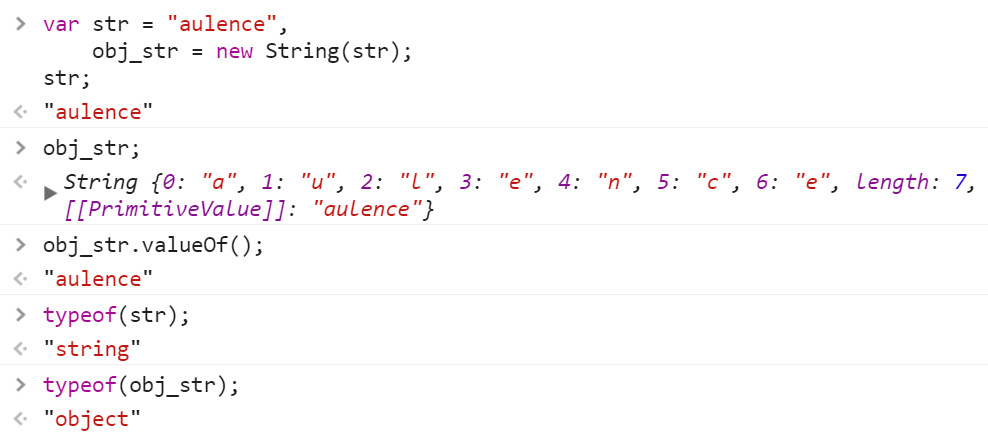 > var str = "aulence",
obj_str = new String(str);
str;
"aulence"
> obj_str;
String {0: "a", 1: "u", 2: "l", 3: "e", 4: "n", 5: "c", 6: "e", length: 7,
[[PrimitiveValue]]: "aulence"}
> obj_str.valueOf();
"aulence"
> typeof(str);
"string"
> typeof(obj_str);
"object"